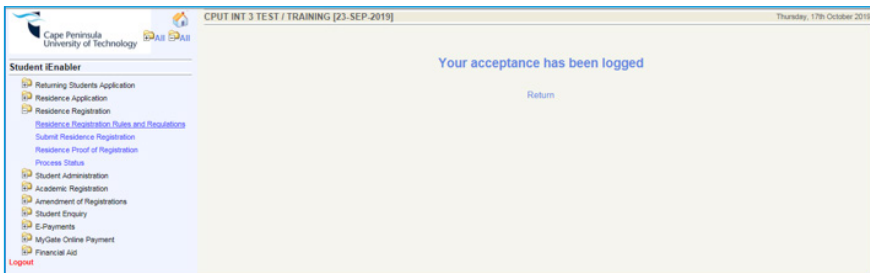 Cape Peninsula
University of Technology
All All
CPUT INT 3 TEST / TRAINING [23-SEP-2019]
Thursday, 17th October 2019
Student iEnabler
Returning Students Application
Residence Application
Residence Registration
Residence Registration Rules and Regulations
Submit Residence Registration
Residence Proof of Registration
Process Status
Student Administration
Academic Registration
Amendment of Registrations
Student Enquiry
E-Payments
MyGate Online Payment
Financial Aid
Logout
Your acceptance has been logged
Return